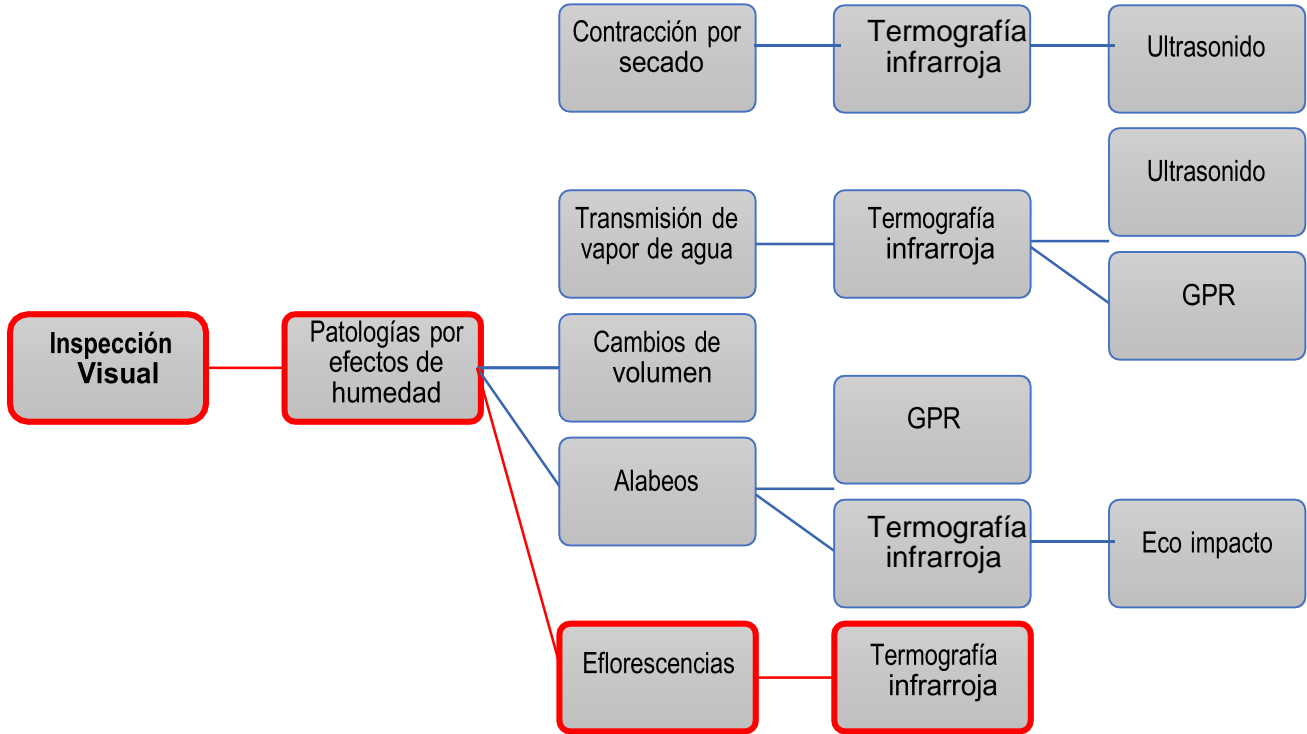 Contracción por
secado
Termografía
infrarroja
Ultrasonido
Ultrasonido
Transmisión de
vapor de agua
Termografía
infrarroja
GPR
Inspección
Visual
Patologías por
efectos de
humedad
Cambios de
volumen
GPR
Alabeos
Termografía
infrarroja
Eco impacto
Eflorescencias
Termografía
infrarroja